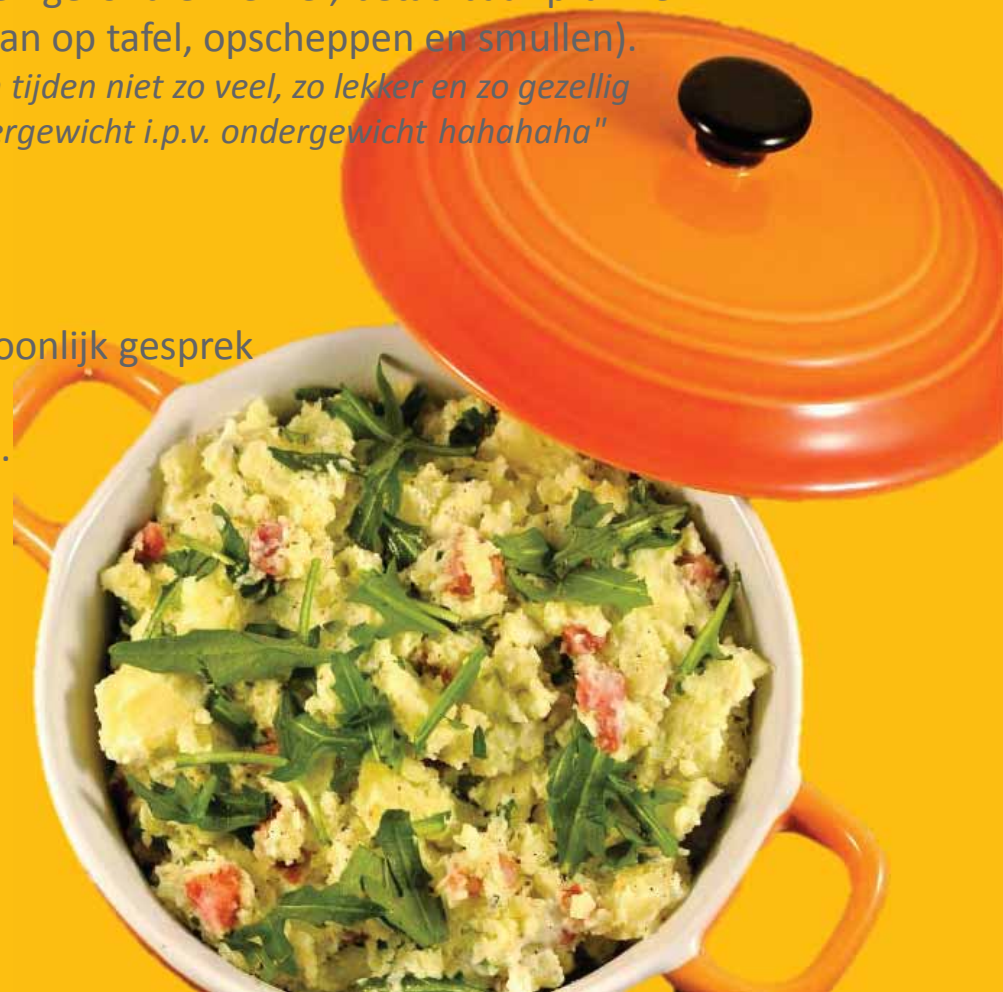 an op tafel, opscheppen en smullen).
tijden niet zo veel, zo lekker en zo gezellig
ergewicht i.p.v. ondergewicht hahahaha"
oonlijk gesprek
.